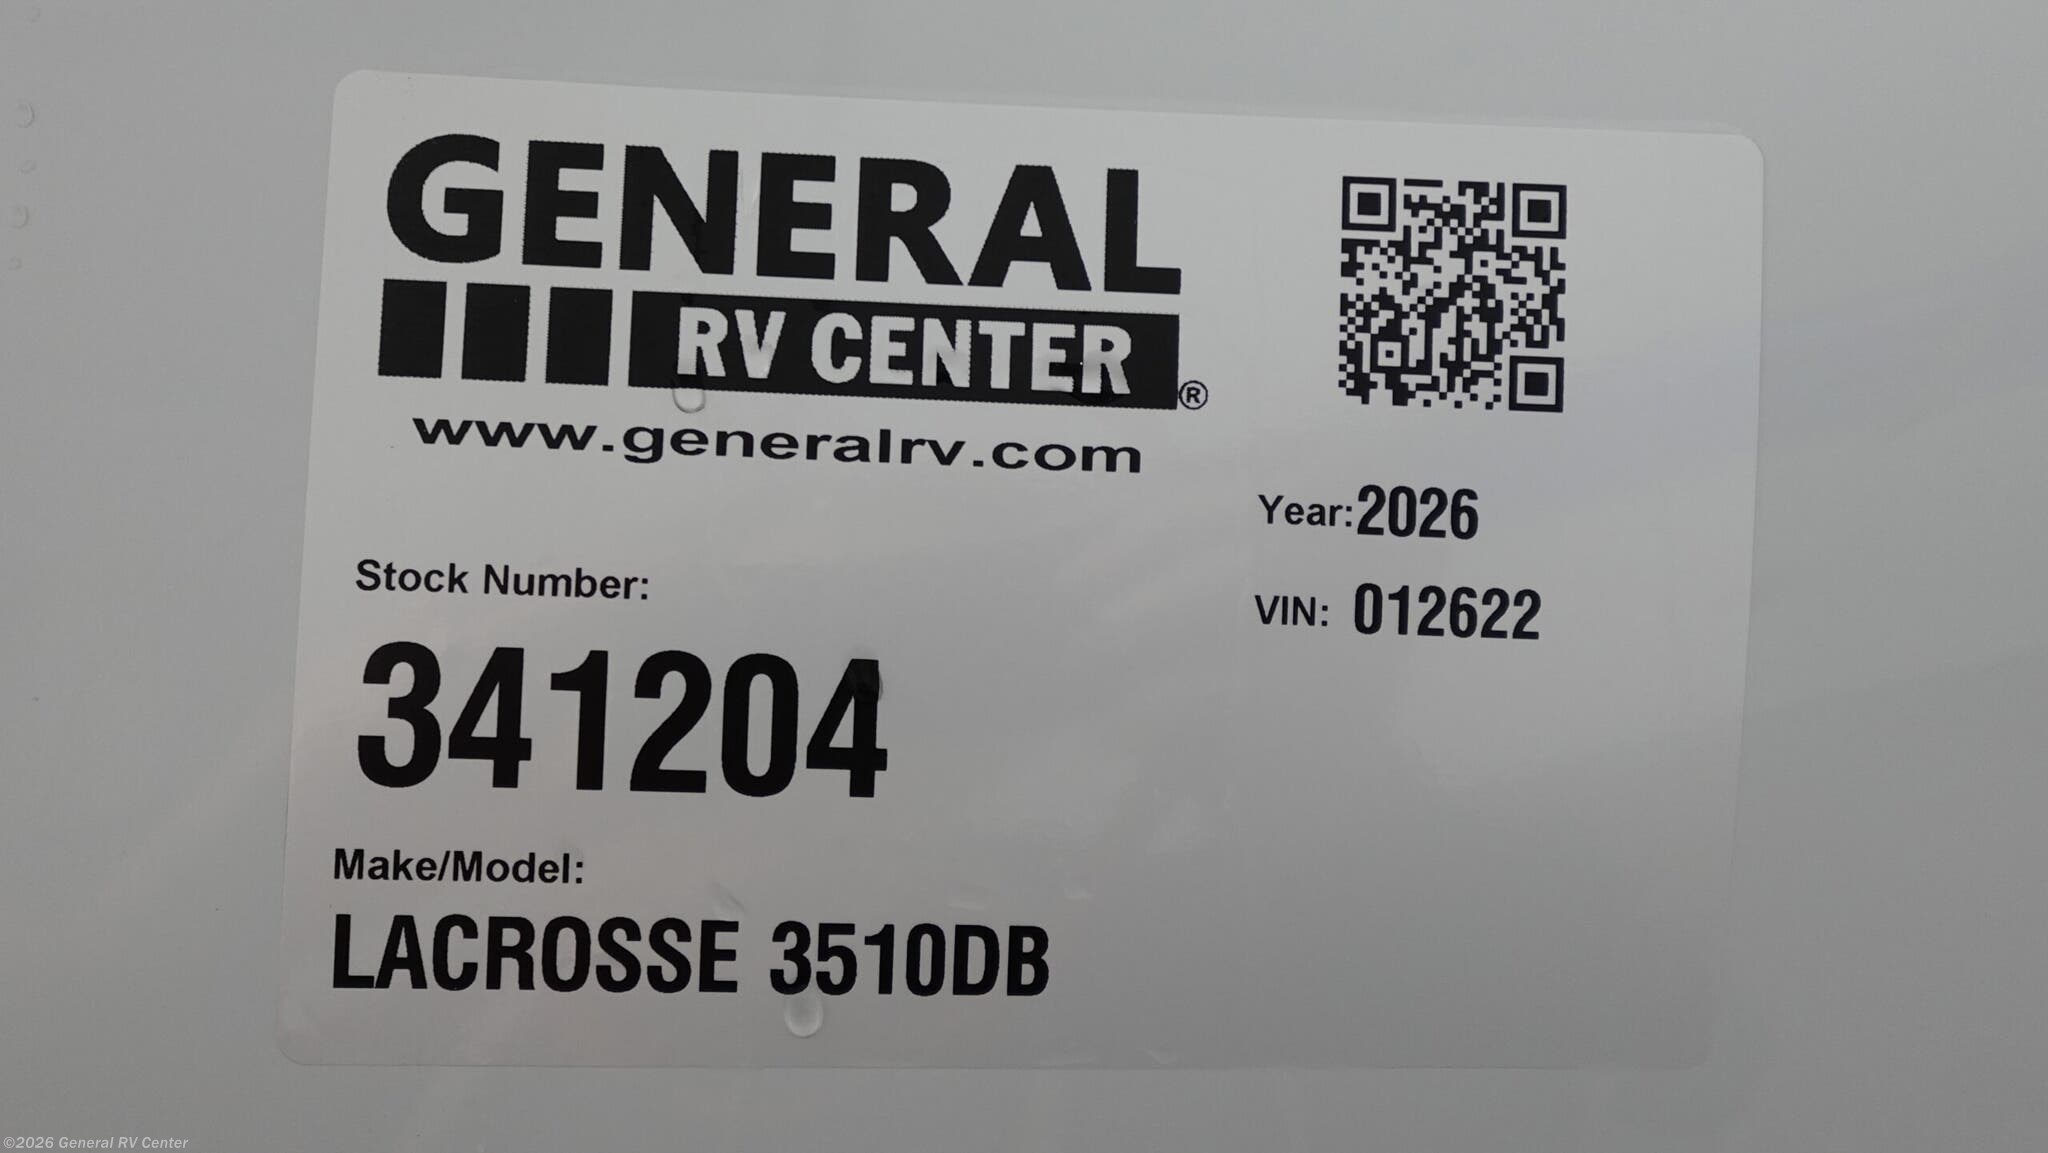 GENERAL
RV CENTER®
www.generalrv.com
Year: 2026
VIN: 012622
Stock Number:
341204
Make/Model:
LACROSSE 3510DB
©2026 General RV Center